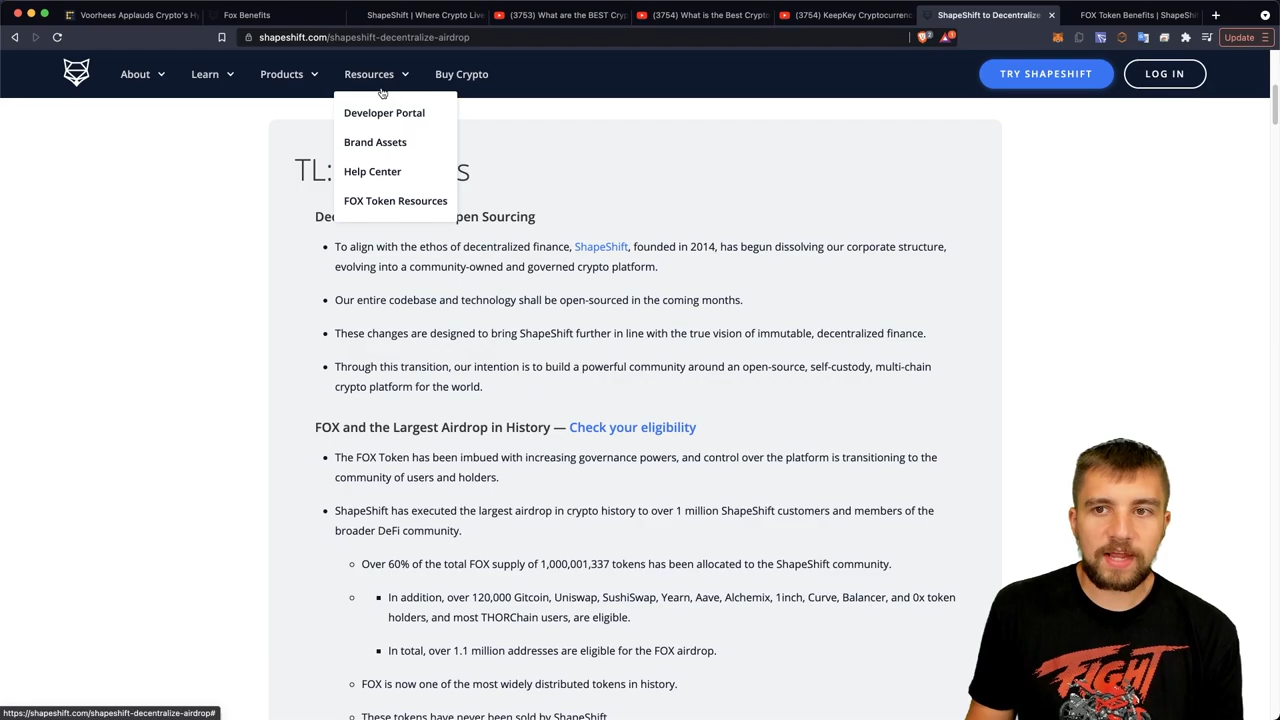 Voorhees Applauds Crypto's H
Fox Benefits
ShapeShift | Where Crypto Live
(3753) What are the BEST Cryp
(3754) What is the Best Crypto
(3754) KeepKey Cryptocurrenc
ShapeShift to Decentralize
FOX Token Benefits | ShapeShi
shapeshift.com/shapeshift-decentralize-airdrop
Update
About
Learn
Products
Resources
Buy Crypto
TRY SHAPESHIFT
LOG IN
Developer Portal
Brand Assets
Help Center
FOX Token Resources
TL:
s
De
pen Sourcing
To align with the ethos of decentralized finance, ShapeShift, founded in 2014, has begun dissolving our corporate structure,
evolving into a community-owned and governed crypto platform.
Our entire codebase and technology shall be open-sourced in the coming months.
These changes are designed to bring ShapeShift further in line with the true vision of immutable, decentralized finance.
Through this transition, our intention is to build a powerful community around an open-source, self-custody, multi-chain
crypto platform for the world.
FOX and the Largest Airdrop in History — Check your eligibility
The FOX Token has been imbued with increasing governance powers, and control over the platform is transitioning to the
community of users and holders.
ShapeShift has executed the largest airdrop in crypto history to over 1 million ShapeShift customers and members of the
broader DeFi community.
Over 60% of the total FOX supply of 1,000,001,337 tokens has been allocated to the ShapeShift community.
In addition, over 120,000 Gitcoin, Uniswap, SushiSwap, Yearn, Aave, Alchemix, 1inch, Curve, Balancer, and 0x token
holders, and most THORChain users, are eligible.
In total, over 1.1 million addresses are eligible for the FOX airdrop.
FOX is now one of the most widely distributed tokens in history.
These tokens have never been sold by ShapeShift
FIGHT
https://shapeshift.com/shapeshift-decentralize-airdrop#